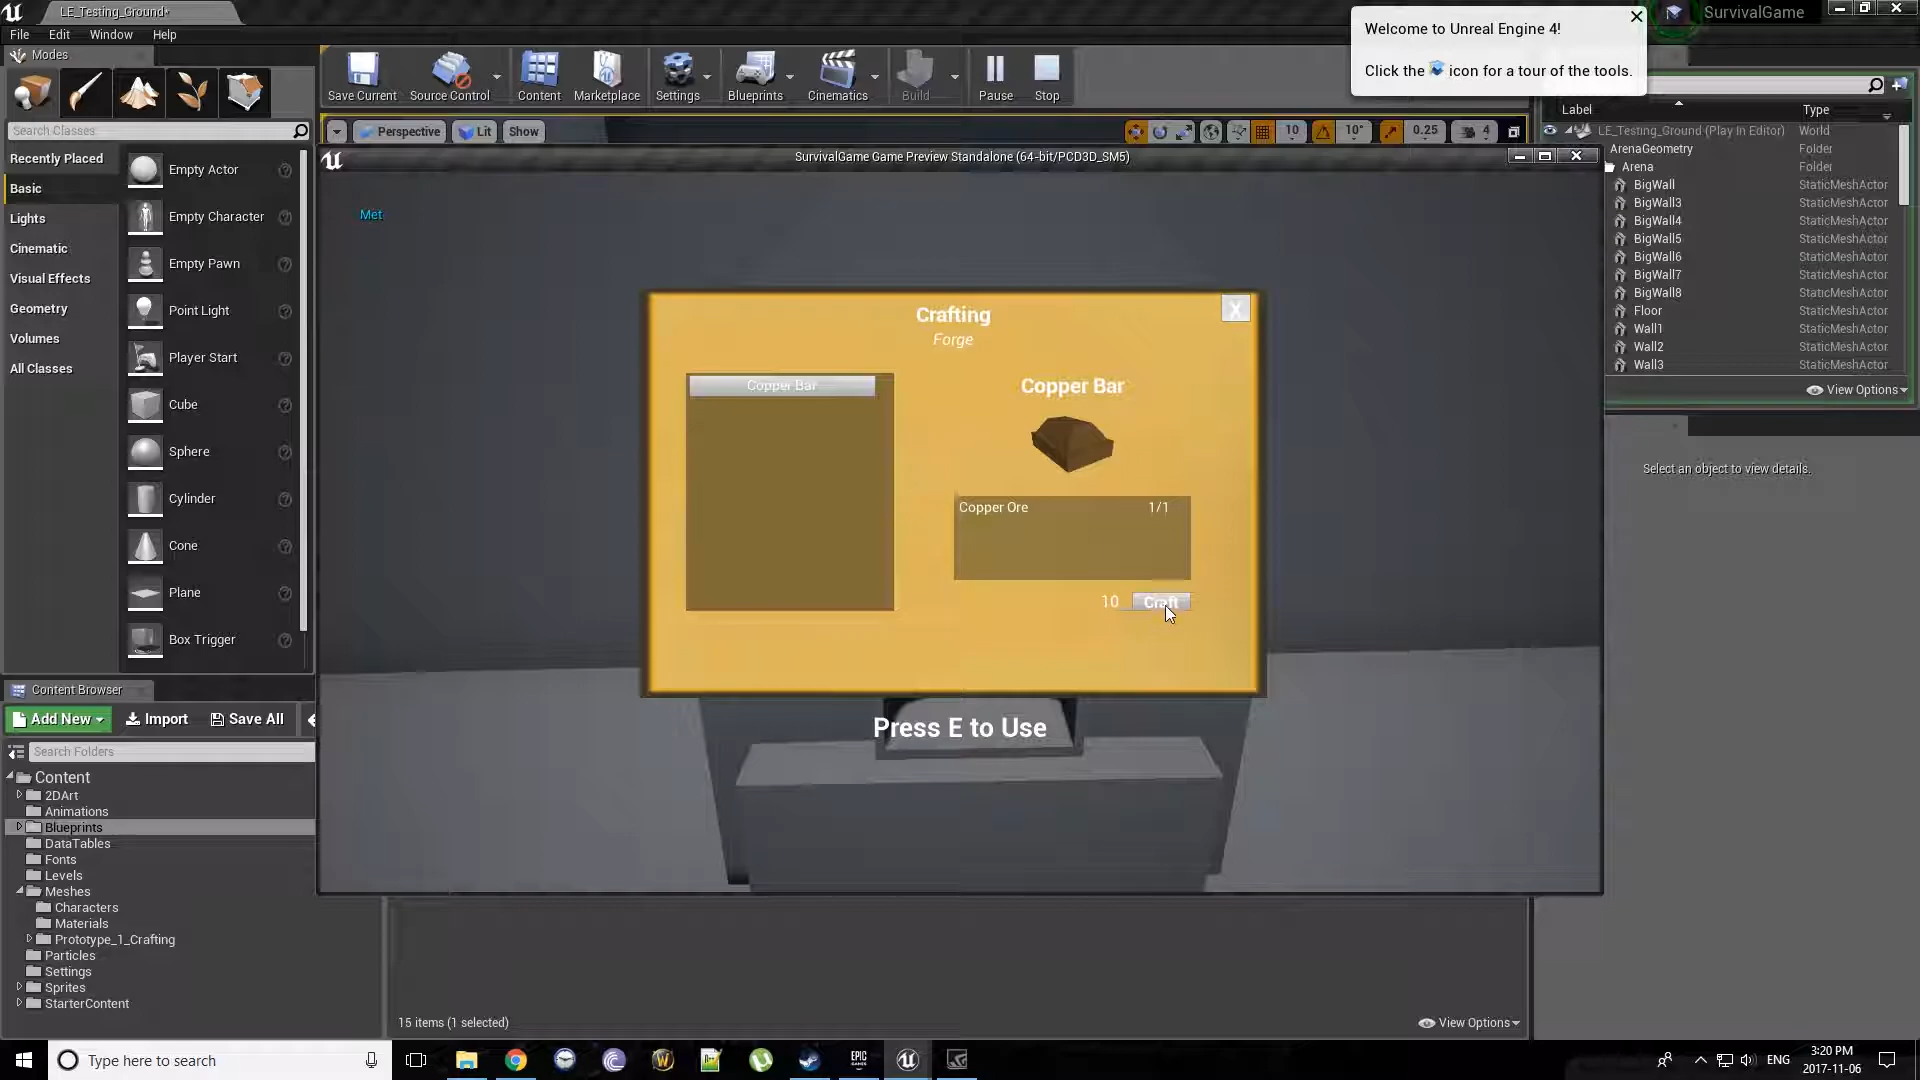 LE_Testing_Ground*
SurvivalGame
File Edit Window Help
Welcome to Unreal Engine 4!
Click the icon for a tour of the tools.
Modes
Save Current
Source Control
Content
Marketplace
Settings
Blueprints
Cinematics
Build
Pause
Stop
Search Classes
Perspective
Lit
Show
10
10°
0.25
4
Label
Type
LE_Testing_Ground (Play In Editor) World
ArenaGeometry Folder
Arena Folder
BigWall StaticMeshActor
BigWall3 StaticMeshActor
BigWall4 StaticMeshActor
BigWall5 StaticMeshActor
BigWall6 StaticMeshActor
BigWall7 StaticMeshActor
BigWall8 StaticMeshActor
Floor StaticMeshActor
Wall1 StaticMeshActor
Wall2 StaticMeshActor
Wall3 StaticMeshActor
View Options
Select an object to view details.
Recently Placed
Basic
Lights
Cinematic
Visual Effects
Geometry
Volumes
All Classes
Empty Actor
Empty Character
Empty Pawn
Point Light
Player Start
Cube
Sphere
Cylinder
Cone
Plane
Box Trigger
SurvivalGame Game Preview Standalone (64-bit/PCD3D_SM5)
Met
Crafting
X
Forge
Copper Bar
Copper Bar
Copper Ore 1/1
10 Craft
Press E to Use
Content Browser
Add New
Import
Save All
Search Folders
Content
2DArt
Animations
Blueprints
DataTables
Fonts
Levels
Meshes
Characters
Materials
Prototype_1_Crafting
Particles
Settings
Sprites
StarterContent
15 items (1 selected)
View Options
Type here to search
EPIC
GAMES
ENG
3:20 PM
2017-11-06